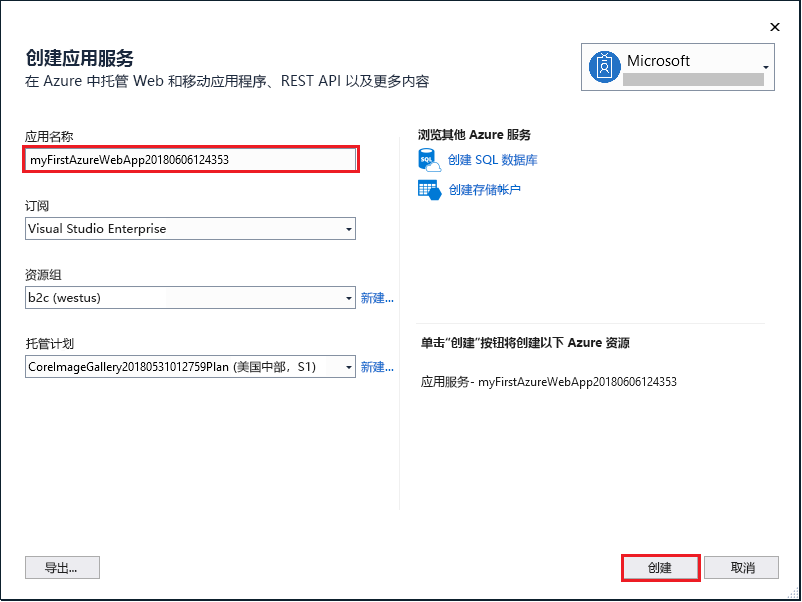 创建应用服务
在 Azure 中托管 Web 和移动应用程序、REST API 以及更多内容
Microsoft
应用名称
myFirstAzureWebApp20180606124353
订阅
Visual Studio Enterprise
资源组
b2c (westus)
新建...
托管计划
CoreImageGallery20180531012759Plan (美国中部，S1)
新建...
浏览其他 Azure 服务
SQL
创建 SQL 数据库
创建存储帐户
单击“创建”按钮将创建以下 Azure 资源
应用服务- myFirstAzureWebApp20180606124353
导出...
创建
取消